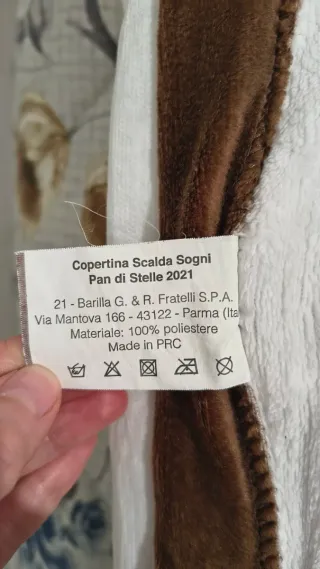 Copertina Scalda Sogni
Pan di Stelle 2021
21 - Barilla G. & R. Fratelli S.P.A.
Via Mantova 166 - 43122 - Parma (Ita
Materiale: 100% poliestere
Made in PRC